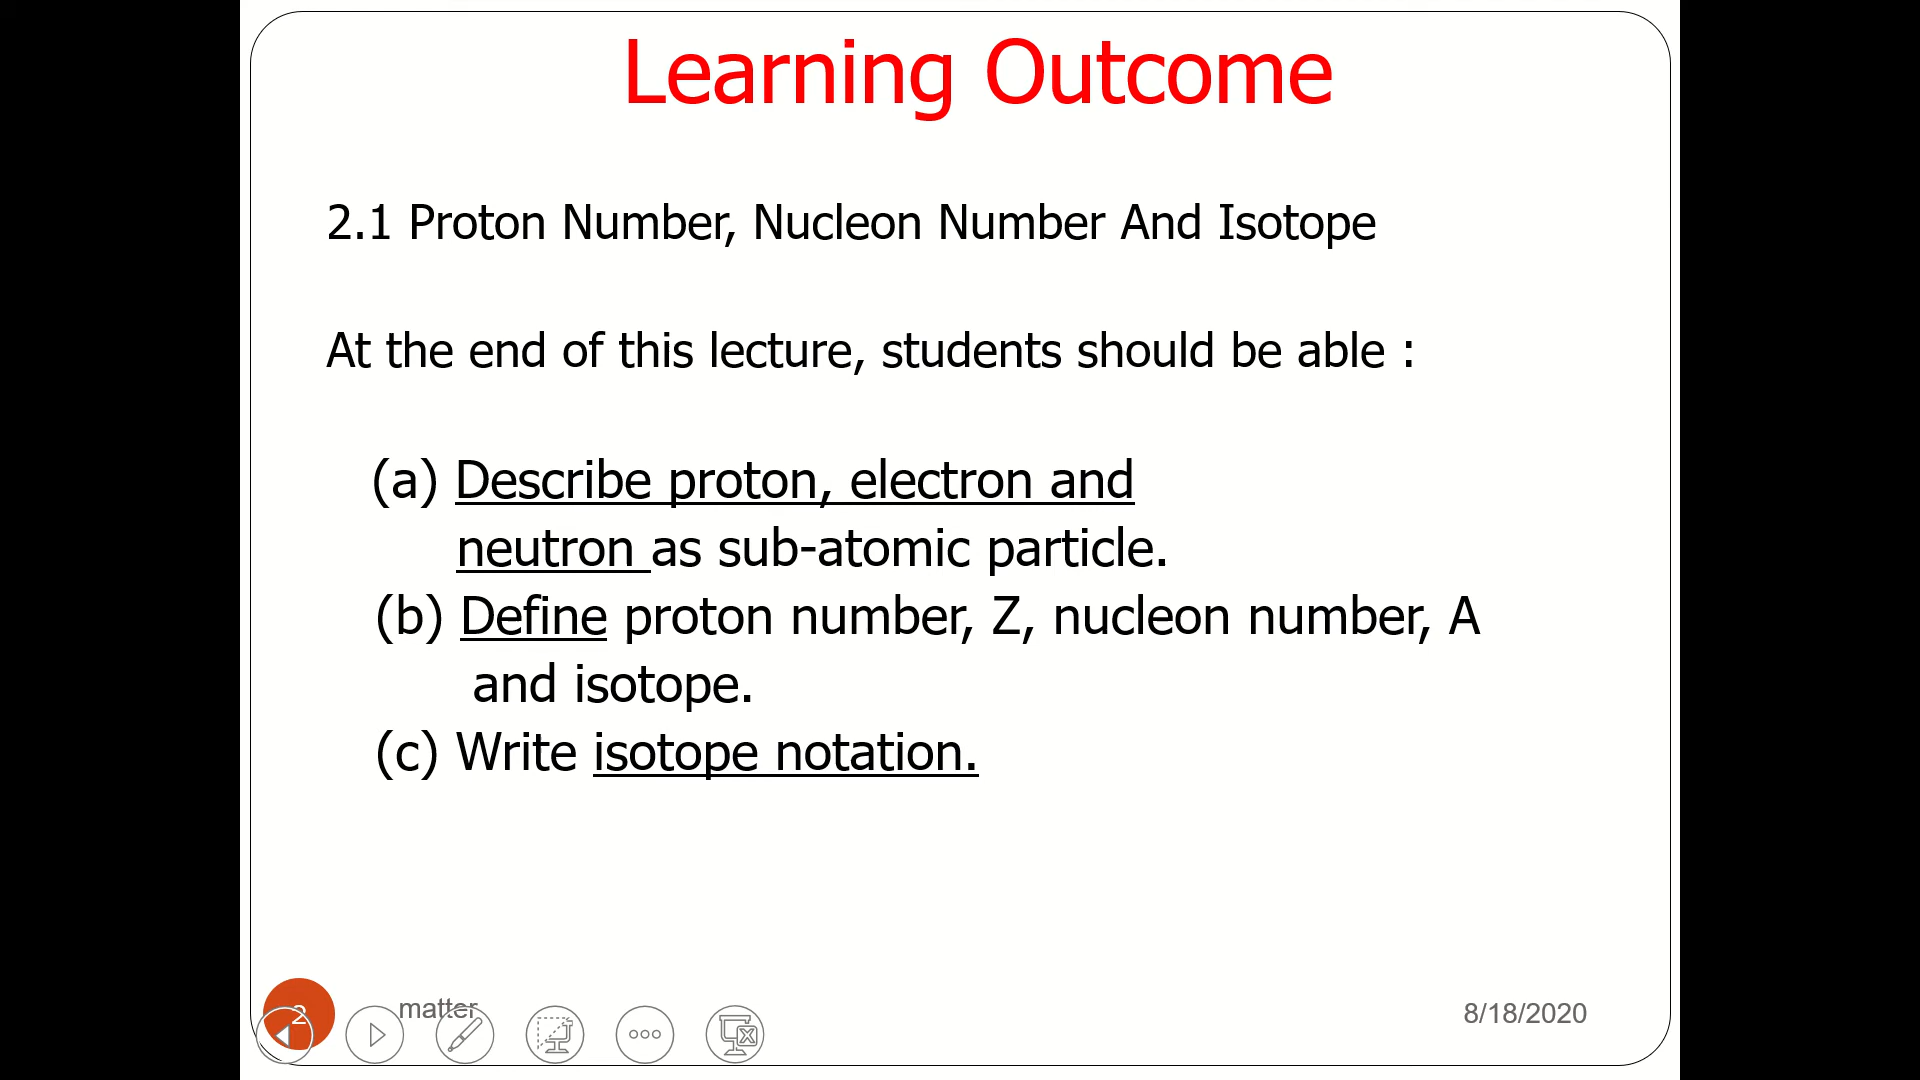 Learning Outcome
2.1 Proton Number, Nucleon Number And Isotope
At the end of this lecture, students should be able :
(a) Describe proton, electron and
neutron as sub-atomic particle.
(b) Define proton number, Z, nucleon number, A
and isotope.
(c) Write isotope notation.
2
matter
8/18/2020